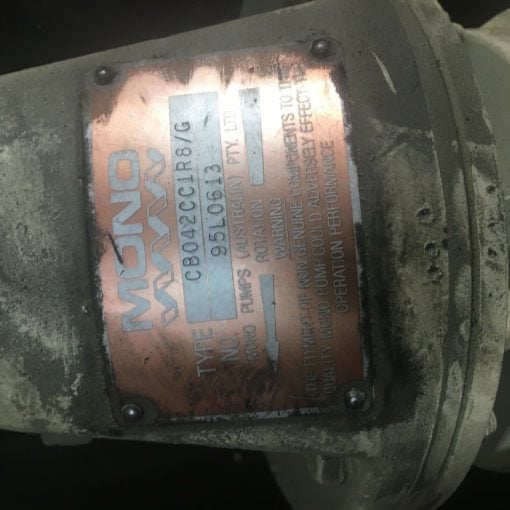 MONO
TYPE CB042CC1R8/G
NO. 95L0613
MONO PUMPS (AUSTRALIA) PTY. LTD.
ROTATION
WARNING
THE FITMENT OF NON GENUINE COMPONENTS TO THIS
QUALITY MONO PUMP COULD ADVERSELY EFFECT ITS
OPERATION PERFORMANCE